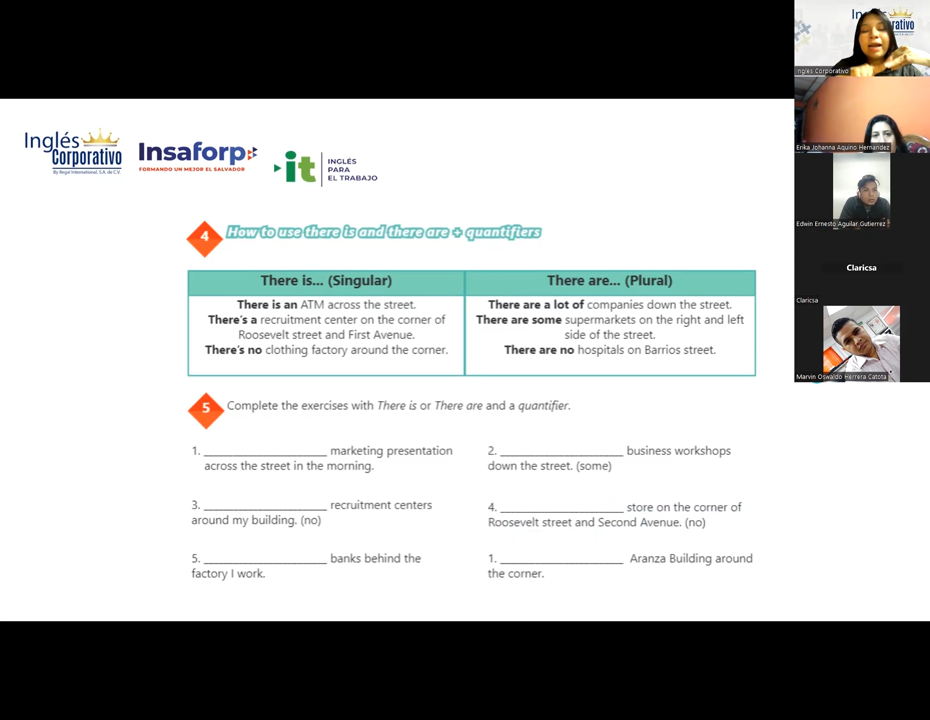 Inglés
Corporativo
By Regal International, S.A. de C.V.
Insaforp
FORMANDO UN MEJOR EL SALVADOR
it
INGLÉS
PARA
EL TRABAJO
4
How to use there is and there are + quantifiers
There is... (Singular)
There is an ATM across the street.
There's a recruitment center on the corner of
Roosevelt street and First Avenue.
There's no clothing factory around the corner.
There are... (Plural)
There are a lot of companies down the street.
There are some supermarkets on the right and left
side of the street.
There are no hospitals on Barrios street.
5
Complete the exercises with There is or There are and a quantifier.
1. ______________________ marketing presentation
across the street in the morning.
2. ______________________ business workshops
down the street. (some)
3. ______________________ recruitment centers
around my building. (no)
4. ______________________ store on the corner of
Roosevelt street and Second Avenue. (no)
5. ______________________ banks behind the
factory I work.
1. ______________________ Aranza Building around
the corner.
Ingles Corporativo
Erika Johanna Aquino Hernandez
Edwin Ernesto Aguilar Gutierrez
Claricsa
Claricsa
Marvin Oswaldo Herrera Catota